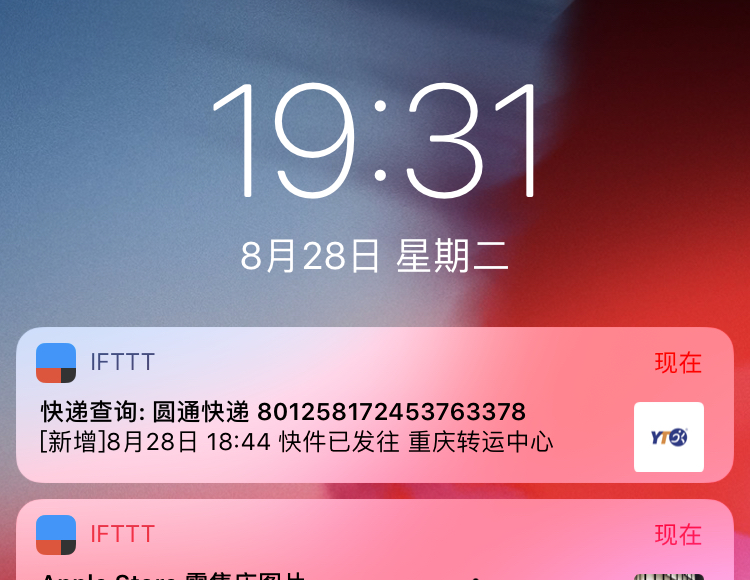 19:31
8月28日 星期二
IFTTT
现在
快递查询: 圆通快递 801258172453763378
[新增]8月28日 18:44 快件已发往 重庆转运中心
YTO
IFTTT
现在
Apple Store 零售店图片